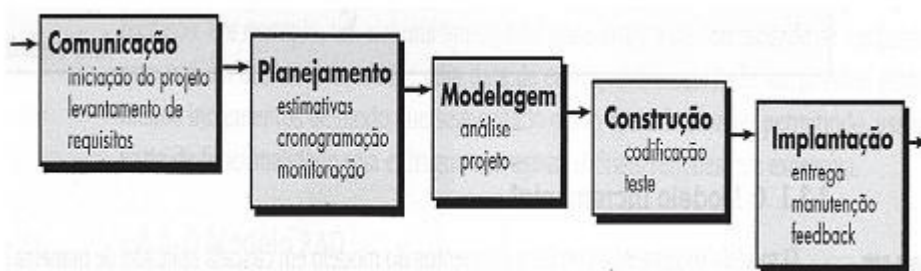 Comunicação
iniciação do projeto
levantamento de
requisitos
Planejamento
estimativas
cronogramação
monitoração
Modelagem
análise
projeto
Construção
codificação
teste
Implantação
entrega
manutenção
feedback